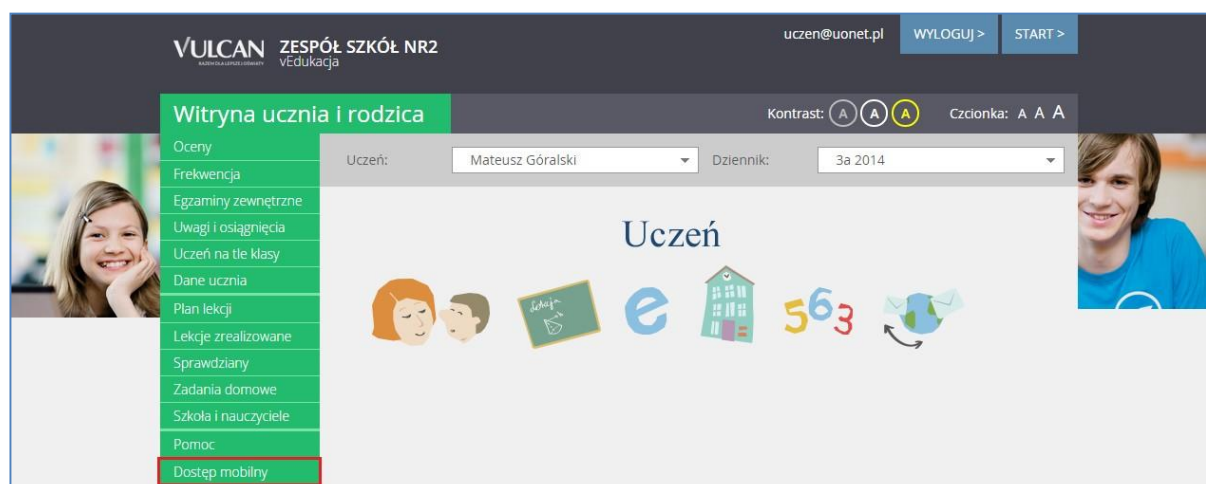 VULCAN
ZESPÓŁ SZKÓŁ NR2
vEdukacja
uczen@uonet.pl
WYLOGUJ >
START >
Witryna ucznia i rodzica
Kontrast: A A A
Czcionka: A A A
Oceny
Frekwencja
Egzaminy zewnętrzne
Uwagi i osiągnięcia
Uczeń na tle klasy
Dane ucznia
Plan lekcji
Lekcje zrealizowane
Sprawdziany
Zadania domowe
Szkoła i nauczyciele
Pomoc
Dostęp mobilny
Uczeń:
Mateusz Góralski
Dziennik:
3a 2014
Uczeń
e
563